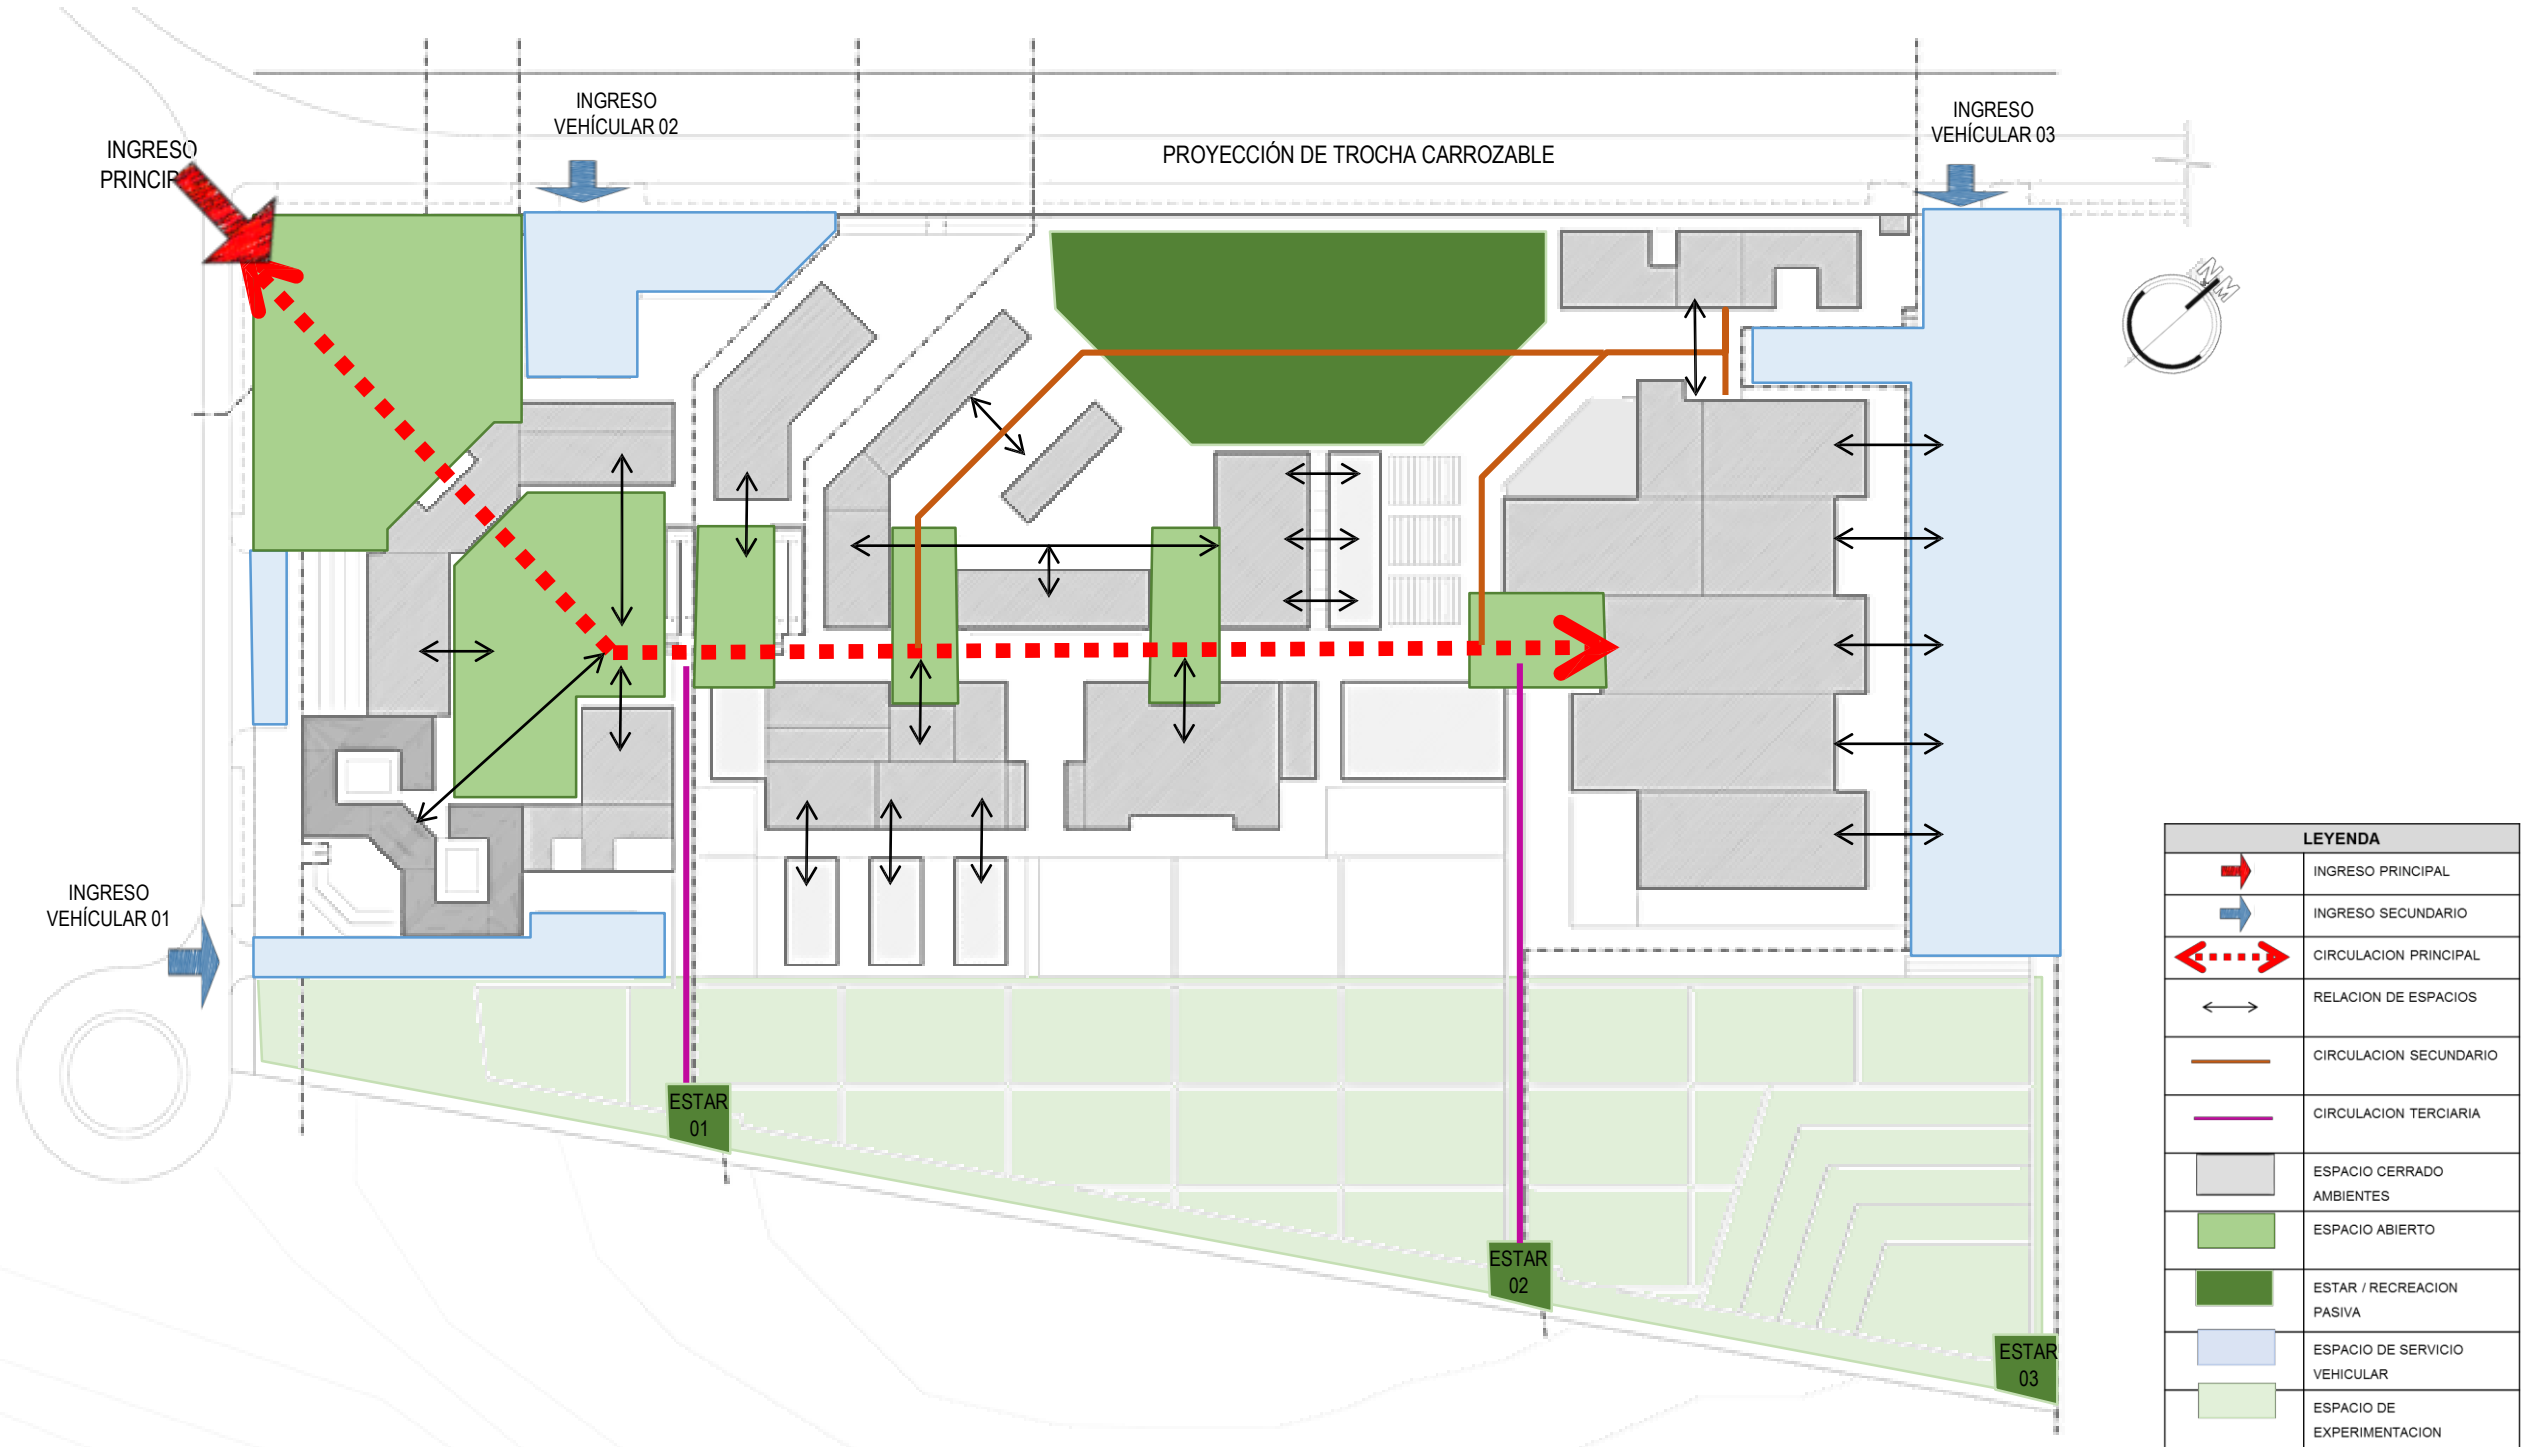 INGRESO
VEHÍCULAR 02
INGRESO
VEHÍCULAR 03
INGRESO
PRINCIP
PROYECCIÓN DE TROCHA CARROZABLE
NM
INGRESO
VEHÍCULAR 01
ESTAR
01
ESTAR
02
ESTAR
03
LEYENDA
INGRESO PRINCIPAL
INGRESO SECUNDARIO
CIRCULACION PRINCIPAL
RELACION DE ESPACIOS
CIRCULACION SECUNDARIO
CIRCULACION TERCIARIA
ESPACIO CERRADO
AMBIENTES
ESPACIO ABIERTO
ESTAR / RECREACION
PASIVA
ESPACIO DE SERVICIO
VEHICULAR
ESPACIO DE
EXPERIMENTACION